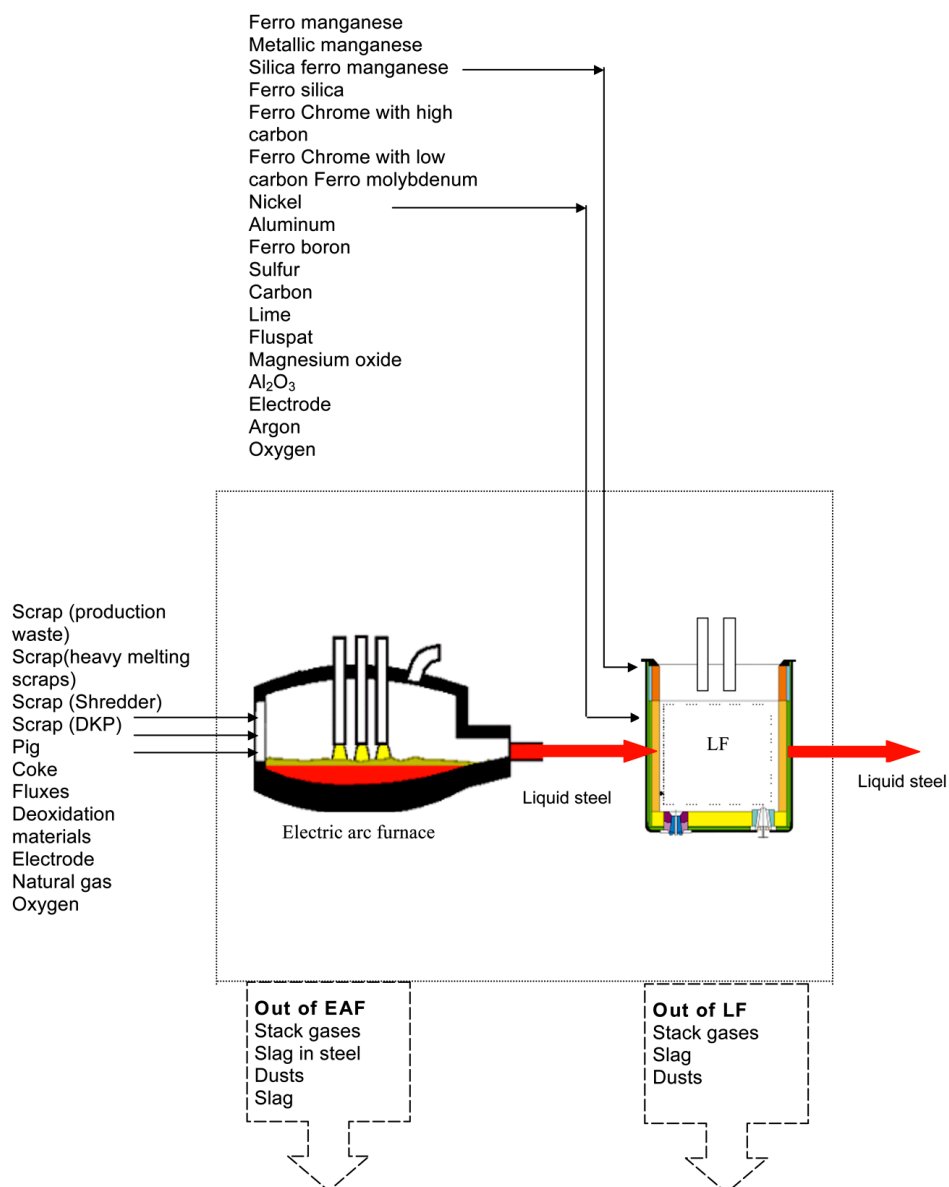 Ferro manganese
Metallic manganese
Silica ferro manganese
Ferro silica
Ferro Chrome with high
carbon
Ferro Chrome with low
carbon Ferro molybdenum
Nickel
Aluminum
Ferro boron
Sulfur
Carbon
Lime
Fluspat
Magnesium oxide
Al₂O₃
Electrode
Argon
Oxygen
Scrap (production
waste)
Scrap(heavy melting
scraps)
Scrap (Shredder)
Scrap (DKP)
Pig
Coke
Fluxes
Deoxidation
materials
Electrode
Natural gas
Oxygen
Electric arc furnace
Liquid steel
LF
Liquid steel
Out of EAF
Stack gases
Slag in steel
Dusts
Slag
Out of LF
Stack gases
Slag
Dusts